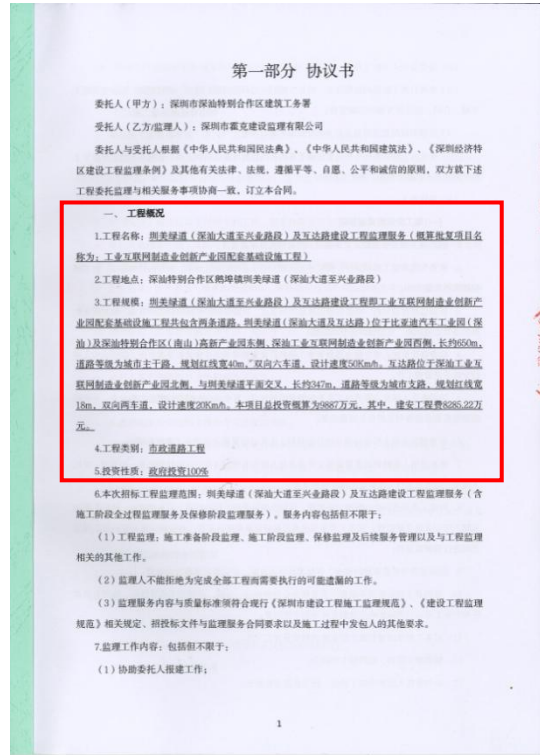 第一部分 协议书
委托人（甲方）：深圳市深汕特别合作区建筑工务署
受托人（乙方/监理人）：深圳市霍克建设监理有限公司
委托人与受托人根据《中华人民共和国民法典》、《中华人民共和国建筑法》、《深圳经济特
区建设工程监理条例》及其他有关法律、法规，遵循平等、自愿、公平和诚信的原则，双方就下述
工程委托监理与相关服务事项协商一致，订立本合同。
一、 工程概况
1.工程名称：圳美绿道（深汕大道至兴业路段）及互达路建设工程监理服务（概算批复项目名
称为：工业互联网制造业创新产业园配套基础设施工程）
2.工程地点：深汕特别合作区鹅埠镇圳美绿道（深汕大道至兴业路段）
3.工程规模：圳美绿道（深汕大道至兴业路段）及互达路建设工程即工业互联网制造业创新产
业园配套基础设施工程共包含两条道路，圳美绿道（深汕大道及互达路）位于比亚迪汽车工业园（深
汕）及深汕特别合作区（南山）高新产业园东侧、深汕工业互联网制造业创新产业园西侧，长约650m，
道路等级为城市主干路，规划红线宽40m，双向六车道，设计速度50Km/h。互达路位于深汕工业互
联网制造业创新产业园北侧，与圳美绿道平面交叉，长约347m，道路等级为城市支路，规划红线宽
18m，双向两车道，设计速度20Km/h。本项目总投资概算为9887万元，其中，建安工程费8285.22万
元。
4.工程类别：市政道路工程
5.投资性质：政府投资100%
6.本次招标工程监理范围：圳美绿道（深汕大道至兴业路段）及互达路建设工程监理服务（含
施工阶段全过程监理服务及保修阶段监理服务）。服务内容包括但不限于：
（1）工程监理：施工准备阶段监理、施工阶段监理、保修监理及后续服务管理以及与工程监理
相关的其他工作。
（2）监理人不能拒绝为完成全部工程而需要执行的可能遗漏的工作。
（3）监理服务内容与质量标准须符合现行《深圳市建设工程施工监理规范》、《建设工程监理
规范》相关规定、招投标文件与监理服务合同要求以及施工过程中发包人的其他要求。
7.监理工作内容：包括但不限于：
（1）协助委托人报建工作；
1